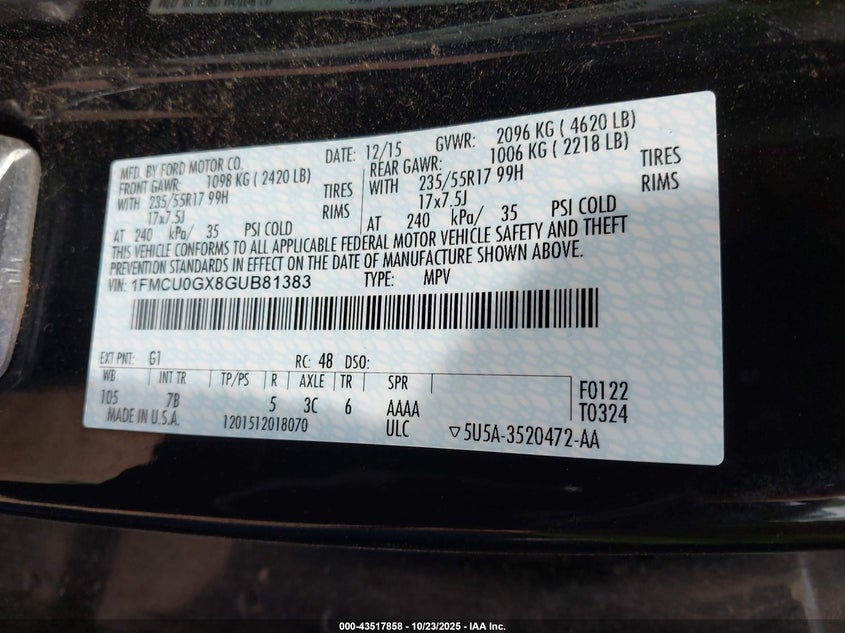 MFD. BY FORD MOTOR CO. DATE: 12/15 GVWR: 2096 KG ( 4620 LB)
FRONT GAWR: 1098 KG ( 2420 LB) REAR GAWR: 1006 KG ( 2218 LB)
WITH 235/55R17 99H TIRES WITH 235/55R17 99H TIRES
17x7.5J RIMS 17x7.5J RIMS
AT 240 kPa/ 35 PSI COLD AT 240 kPa/ 35 PSI COLD
THIS VEHICLE CONFORMS TO ALL APPLICABLE FEDERAL MOTOR VEHICLE SAFETY AND THEFT
PREVENTION STANDARDS IN EFFECT ON THE DATE OF MANUFACTURE SHOWN ABOVE.
VIN: 1FMCU0GX8GUB81383 TYPE: MPV
EXT PNT: G1 RC: 48 DSO:
WB INT TR TP/PS R AXLE TR SPR
105 7B 5 3C 6 AAAA F0122
T0324
MADE IN U.S.A. 1201512018070 ULC ▽5U5A-3520472-AA
000-43517858 - 10/23/2025 - IAA Inc.